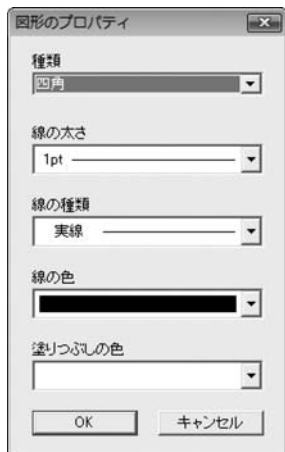 図形のプロパティ
種類
四角
線の太さ
1pt
線の種類
実線
線の色
塗りつぶしの色
OK
キャンセル